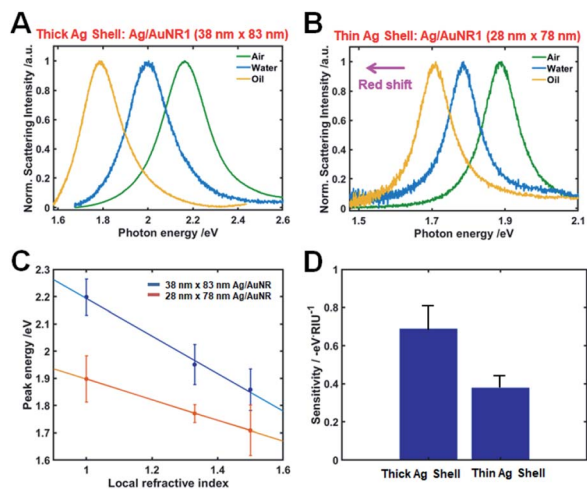 A
Thick Ag Shell: Ag/AuNR1 (38 nm x 83 nm)
Norm. Scattering Intensity /a.u.
1
0.8
0.6
0.4
0.2
0
Air
Water
Oil
1.6 1.8 2 2.2 2.4 2.6
Photon energy /eV
B
Thin Ag Shell: Ag/AuNR1 (28 nm x 78 nm)
Norm. Scattering Intensity /a.u.
1
0.8
0.6
0.4
0.2
0
Red shift
Air
Water
Oil
1.5 1.7 1.9 2.1
Photon energy /eV
C
Peak energy /eV
2.3
2.2
2.1
2
1.9
1.8
1.7
1.6
38 nm x 83 nm Ag/AuNR
28 nm x 78 nm Ag/AuNR
1 1.2 1.4 1.6
Local refractive index
D
Sensitivity / -eV RIU-1
1
0.8
0.6
0.4
0.2
0
Thick Ag Shell Thin Ag Shell